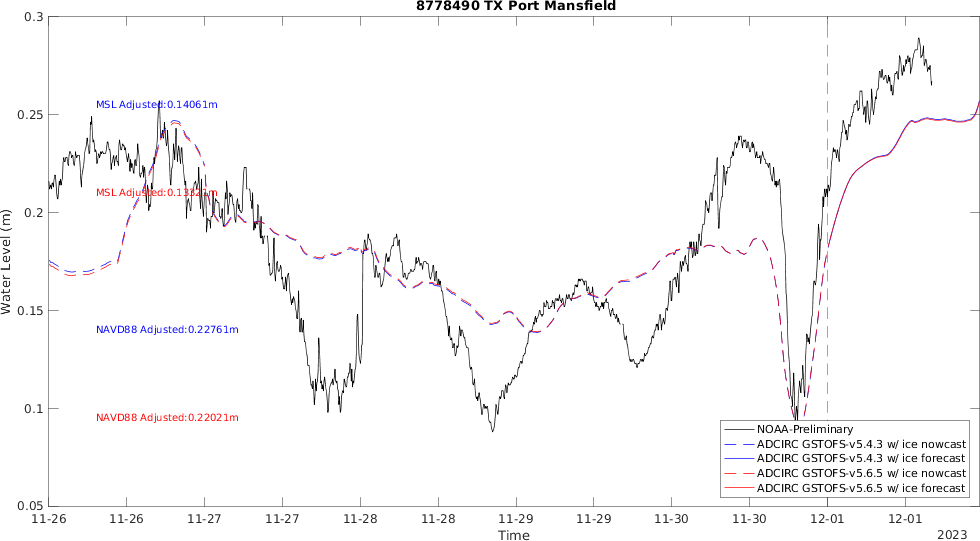 8778490 TX Port Mansfield
0.3
0.25
0.2
0.15
0.1
0.05
Water Level (m)
MSL Adjusted:0.14061m
MSL Adjusted:
NAVD88 Adjusted:0.22761m
NAVD88 Adjusted:0.22021m
NOAA-Preliminary
ADCIRC GSTOFS-v5.4.3 w/ ice nowcast
ADCIRC GSTOFS-v5.4.3 w/ ice forecast
ADCIRC GSTOFS-v5.6.5 w/ ice nowcast
ADCIRC GSTOFS-v5.6.5 w/ ice forecast
11-26 11-26 11-27 11-27 11-28 11-28 11-29 11-29 11-30 11-30 12-01 12-01
Time
2023